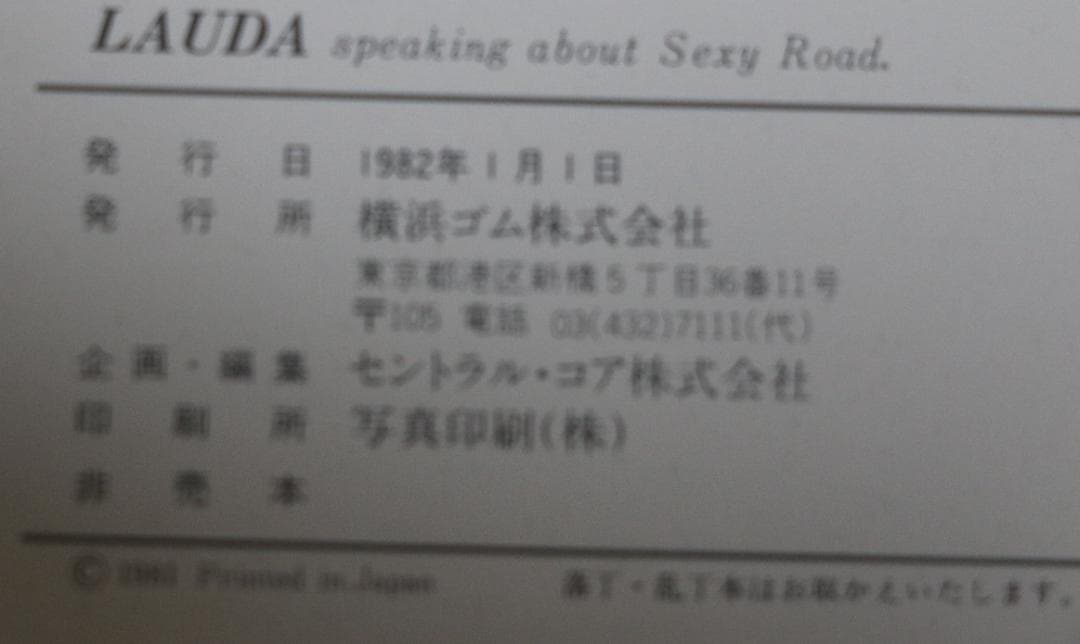 LAUDA speaking about Sexy Road.
発行日 1982年1月1日
発行所 横浜ゴム株式会社
東京都港区新橋5丁目36番11号
〒105 電話 03(432)7111(代)
企画・編集 セントラル・コア株式会社
印刷所 写真印刷(株)
非売本
© 1981 Printed in Japan
落丁・乱丁本はお取かえいたします。